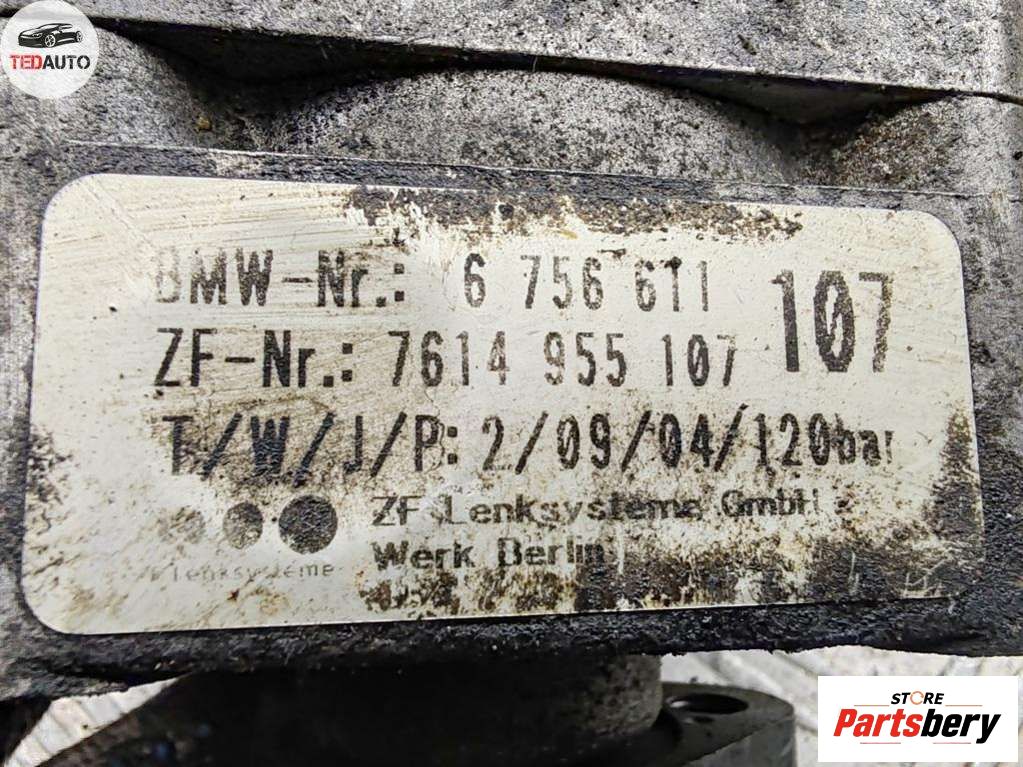 TEDAUTO
BMW-Nr.: 6 756 611
ZF-Nr.: 7614 955 107 107
T/W/J/P: 2/09/04/120bar
ZF Lenksysteme GmbH
Werk Berlin
Lenksysteme
STORE
Partsbery